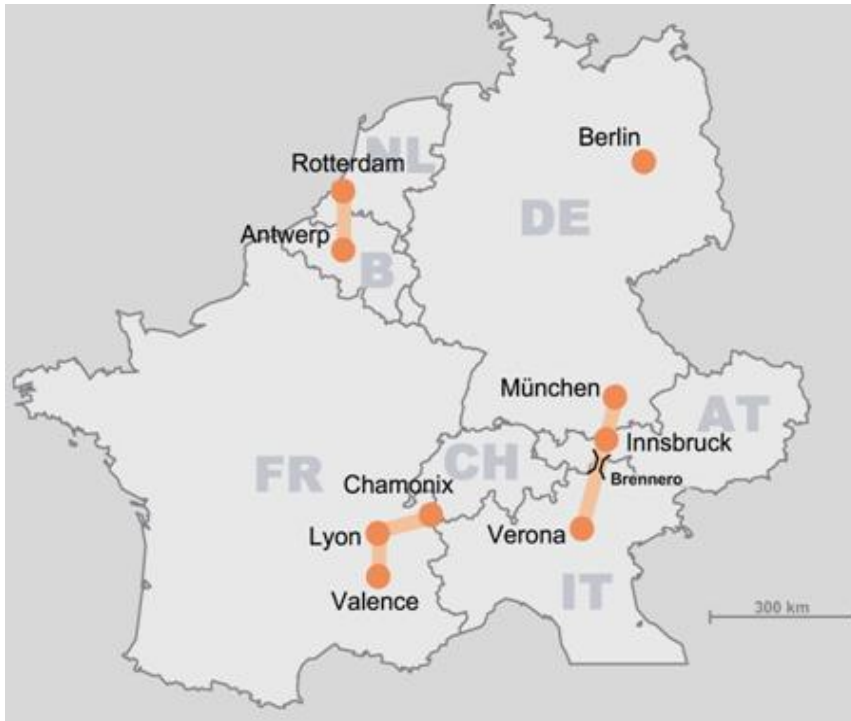 NL
Rotterdam
Berlin
DE
Antwerp
B
München
AT
Innsbruck
CH
FR
Brennero
Chamonix
Lyon
Verona
IT
Valence
300 km